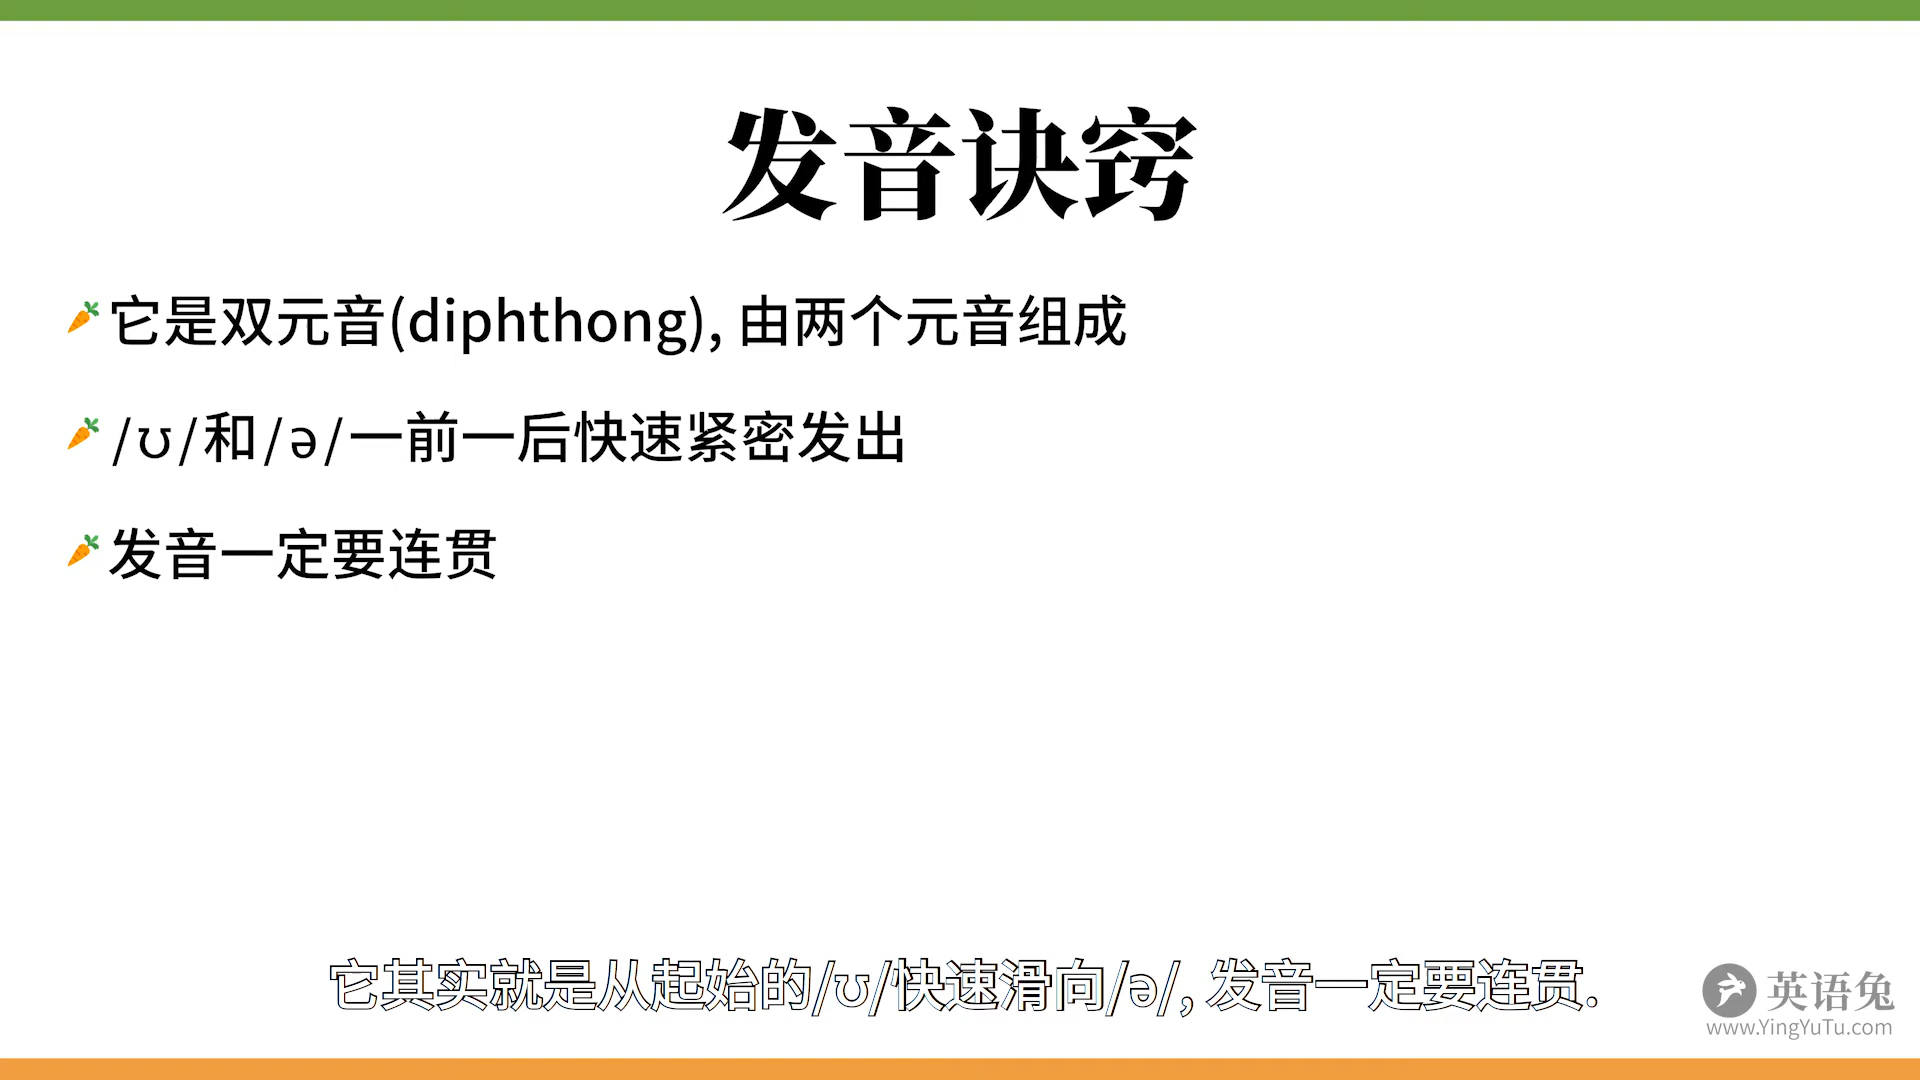 发音诀窍
它是双元音(diphthong), 由两个元音组成
/ʊ/和/ə/一前一后快速紧密发出
发音一定要连贯
它其实就是从起始的/ʊ/快速滑向/ə/, 发音一定要连贯.
英语兔
www.YingYuTu.com